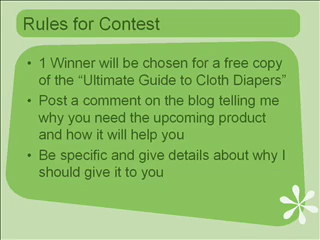 Rules for Contest
• 1 Winner will be chosen for a free copy
of the “Ultimate Guide to Cloth Diapers”
• Post a comment on the blog telling me
why you need the upcoming product
and how it will help you
• Be specific and give details about why I
should give it to you